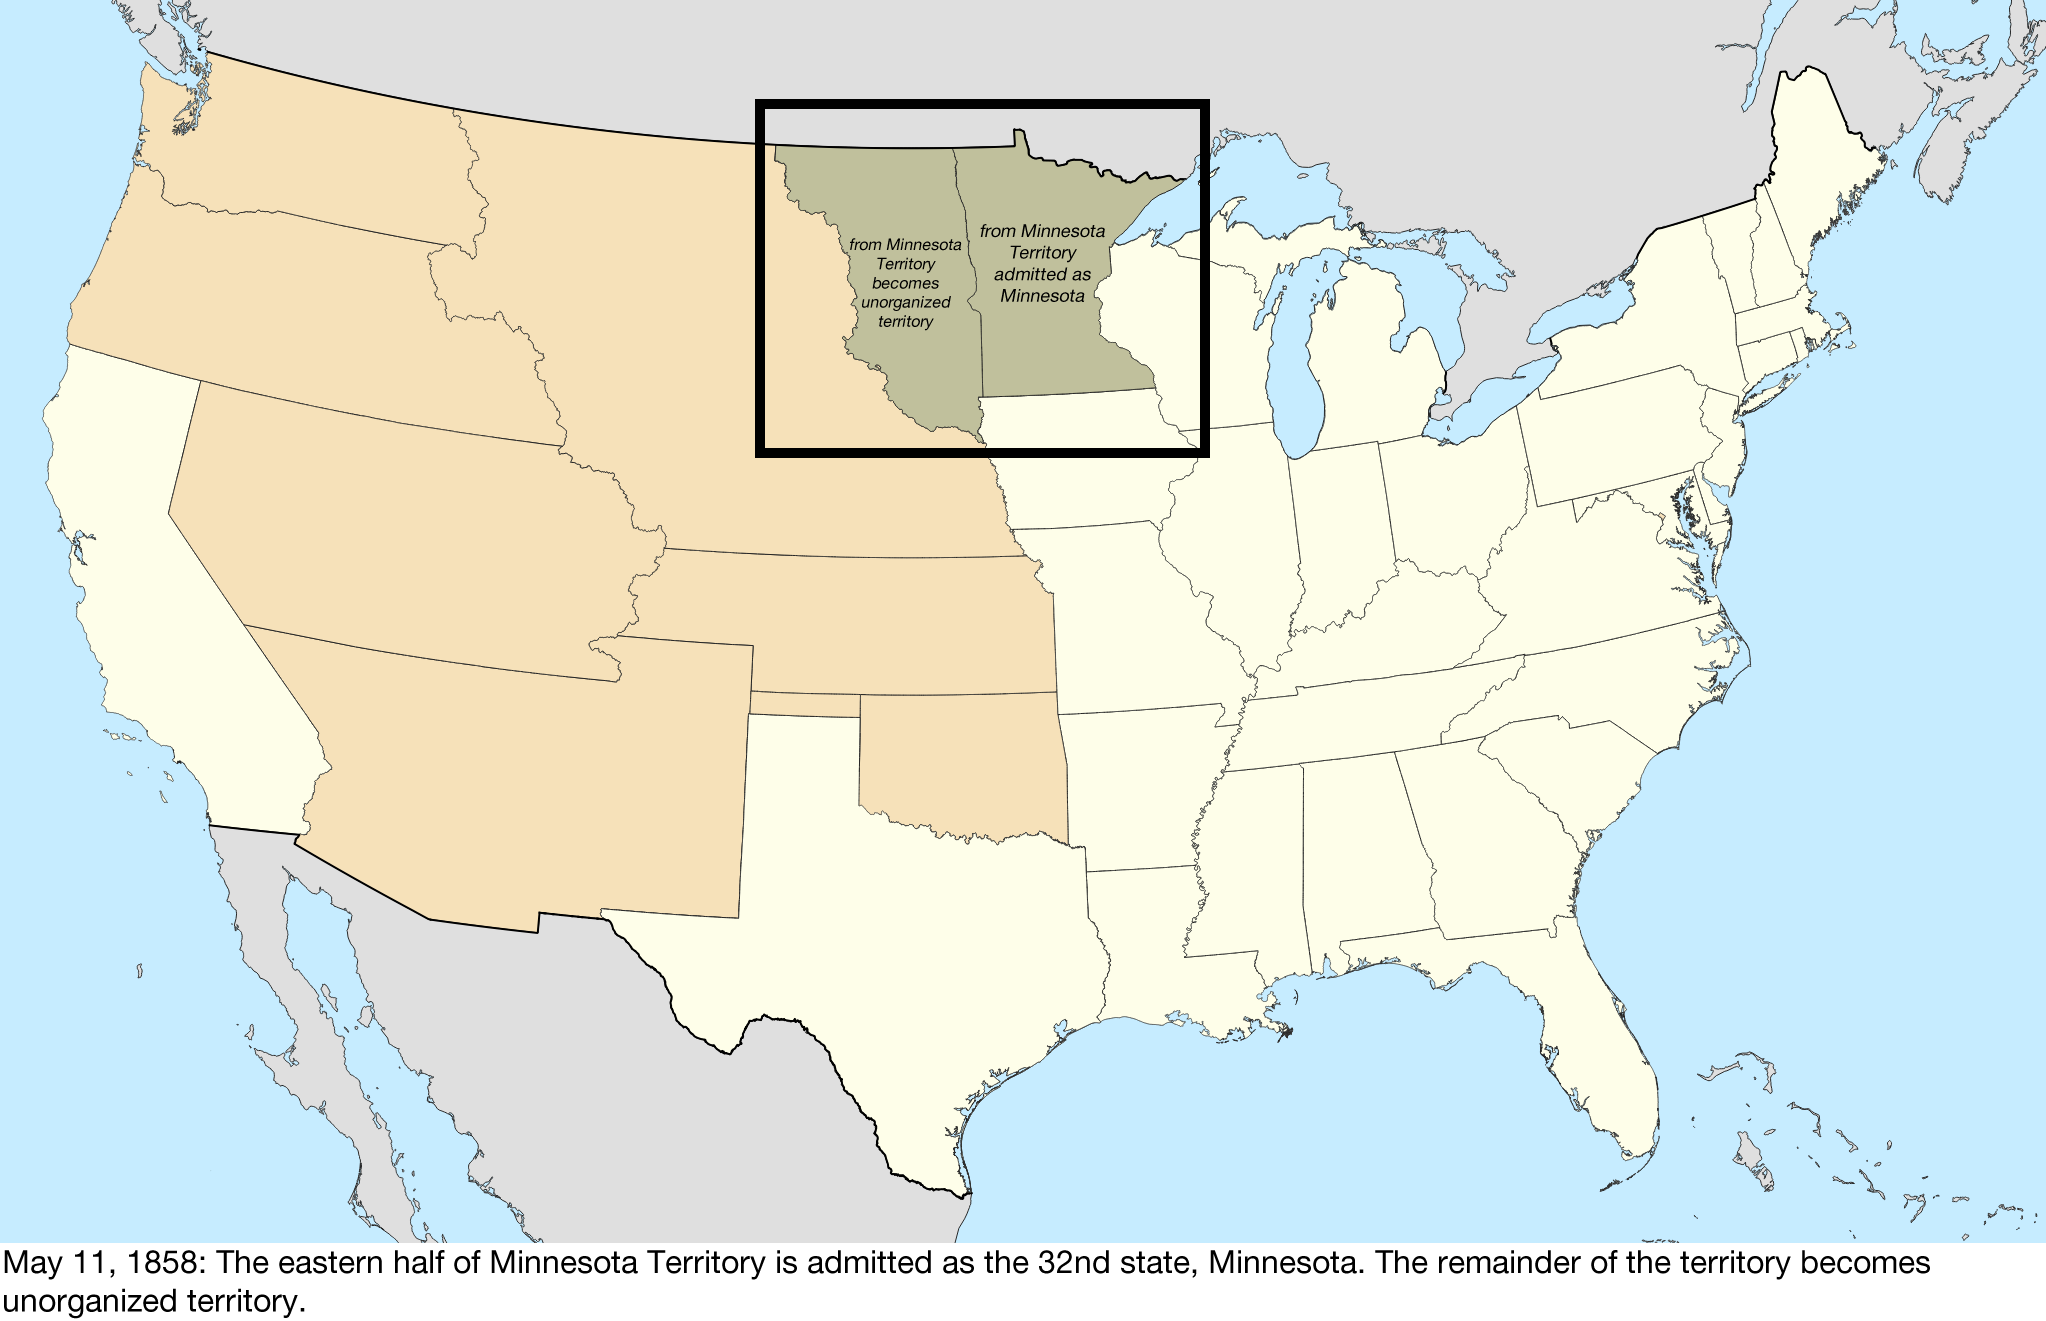 from Minnesota
Territory
becomes
unorganized
territory
from Minnesota
Territory
admitted as
Minnesota
May 11, 1858: The eastern half of Minnesota Territory is admitted as the 32nd state, Minnesota. The remainder of the territory becomes
unorganized territory.